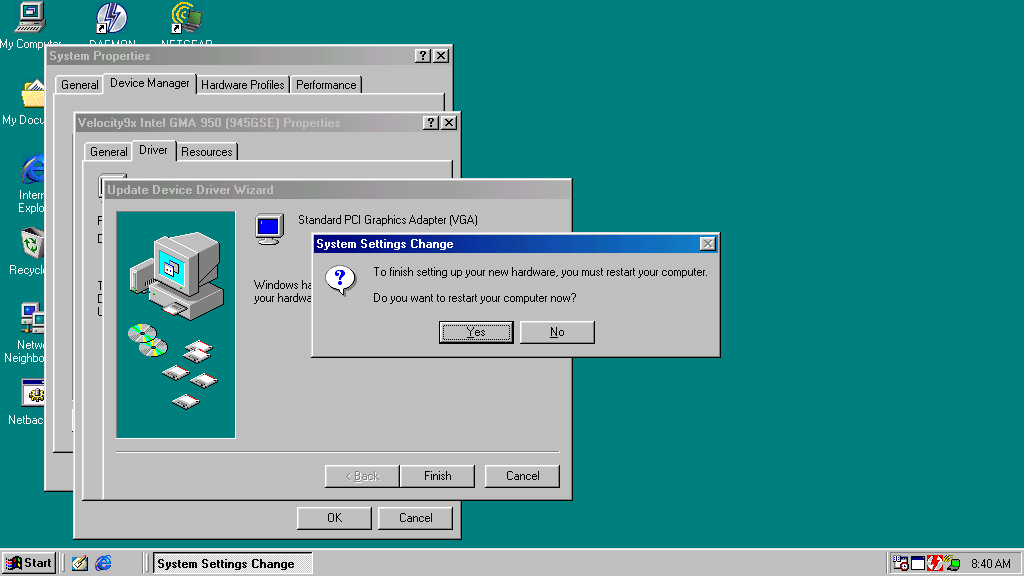 My Computer
DAEMON
NETGEAR
System Properties
General
Device Manager
Hardware Profiles
Performance
My Docu
Velocity9x Intel GMA 950 (945GSE) Properties
General
Driver
Resources
Intern
Explo
Update Device Driver Wizard
Standard PCI Graphics Adapter (VGA)
System Settings Change
To finish setting up your new hardware, you must restart your computer.
Do you want to restart your computer now?
Yes
No
Windows ha
your hardwa
Recycle
Netwo
Neighbo
Netbac
< Back
Finish
Cancel
OK
Cancel
Start
System Settings Change
8:40 AM